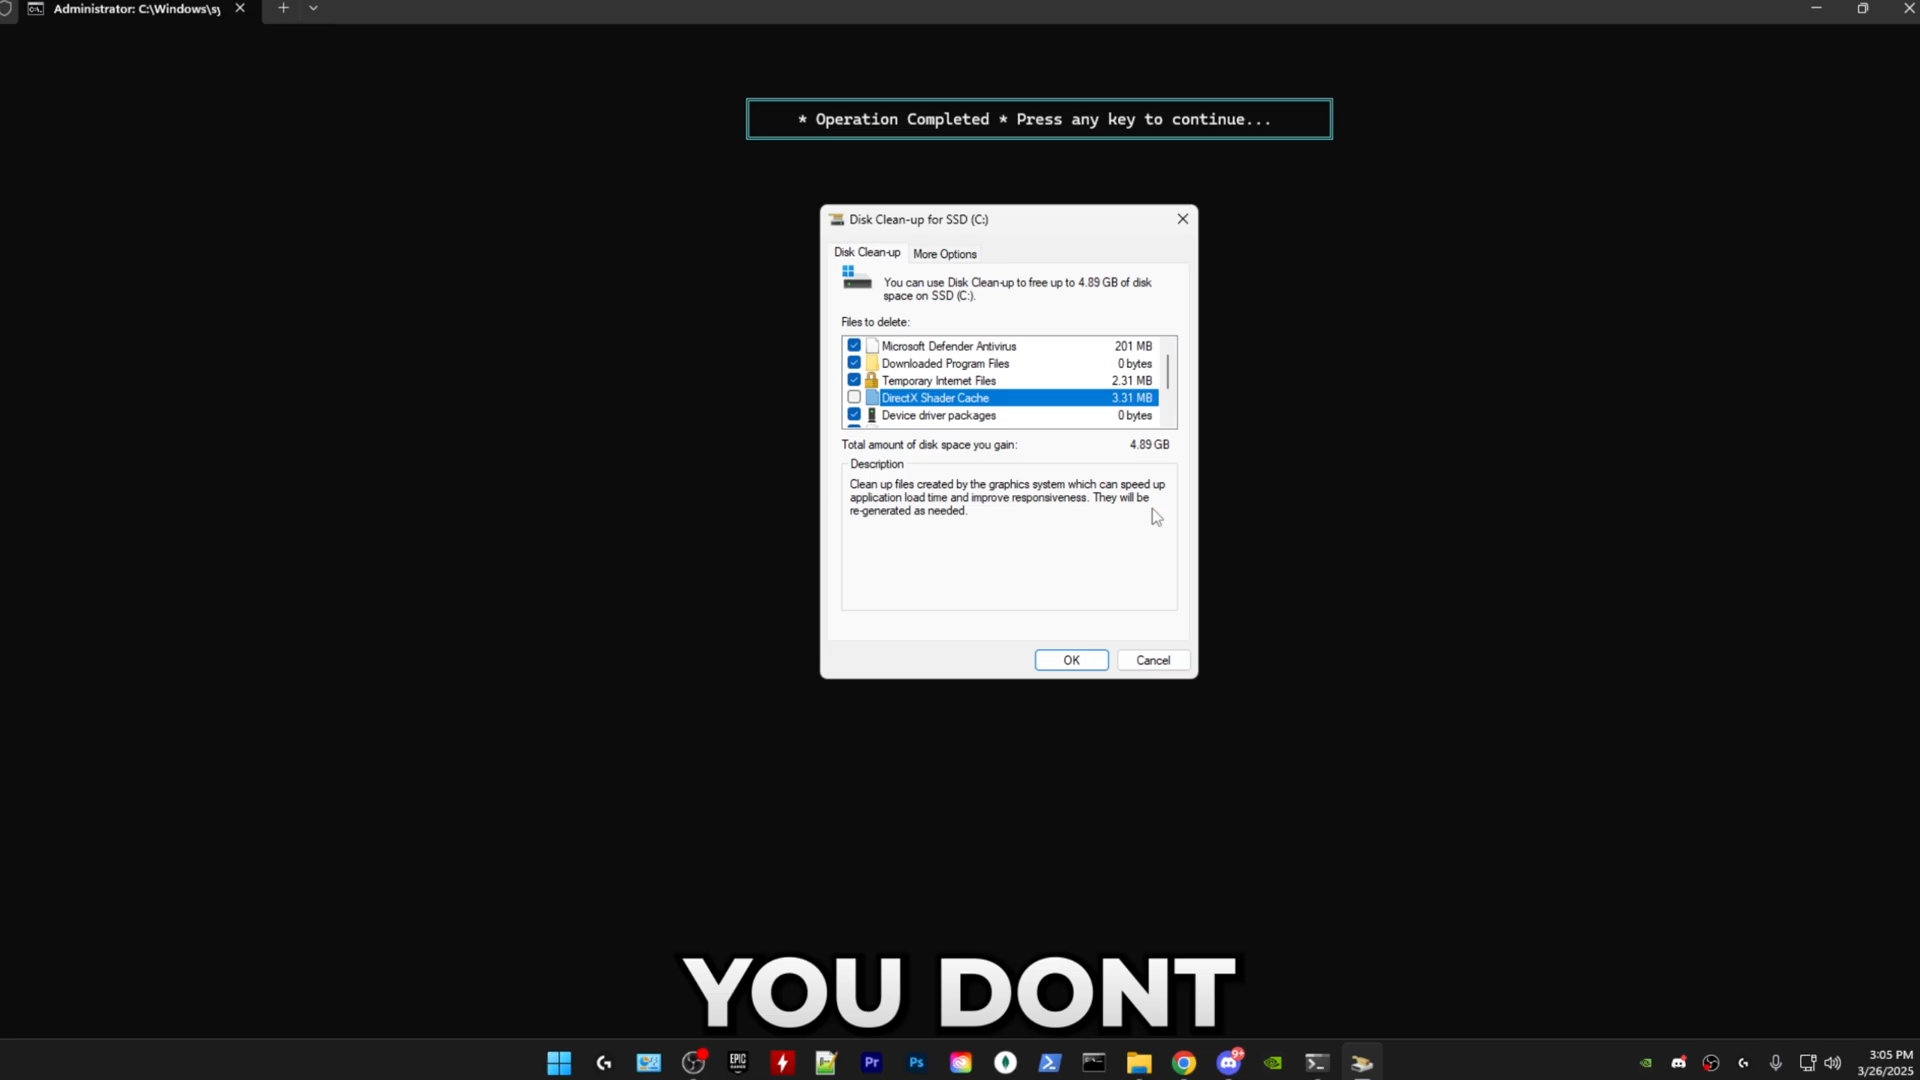 Administrator: C:\Windows\sy
* Operation Completed * Press any key to continue...
Disk Clean-up for SSD (C:)
Disk Clean-up
More Options
You can use Disk Clean-up to free up to 4.89 GB of disk
space on SSD (C:).
Files to delete:
Microsoft Defender Antivirus 201 MB
Downloaded Program Files 0 bytes
Temporary Internet Files 2.31 MB
DirectX Shader Cache 3.31 MB
Device driver packages 0 bytes
Total amount of disk space you gain: 4.89 GB
Description
Clean up files created by the graphics system which can speed up
application load time and improve responsiveness. They will be
re-generated as needed.
OK
Cancel
YOU DONT
EPIC
GAMES
Pr
Ps
9+
3:05 PM
3/26/2025